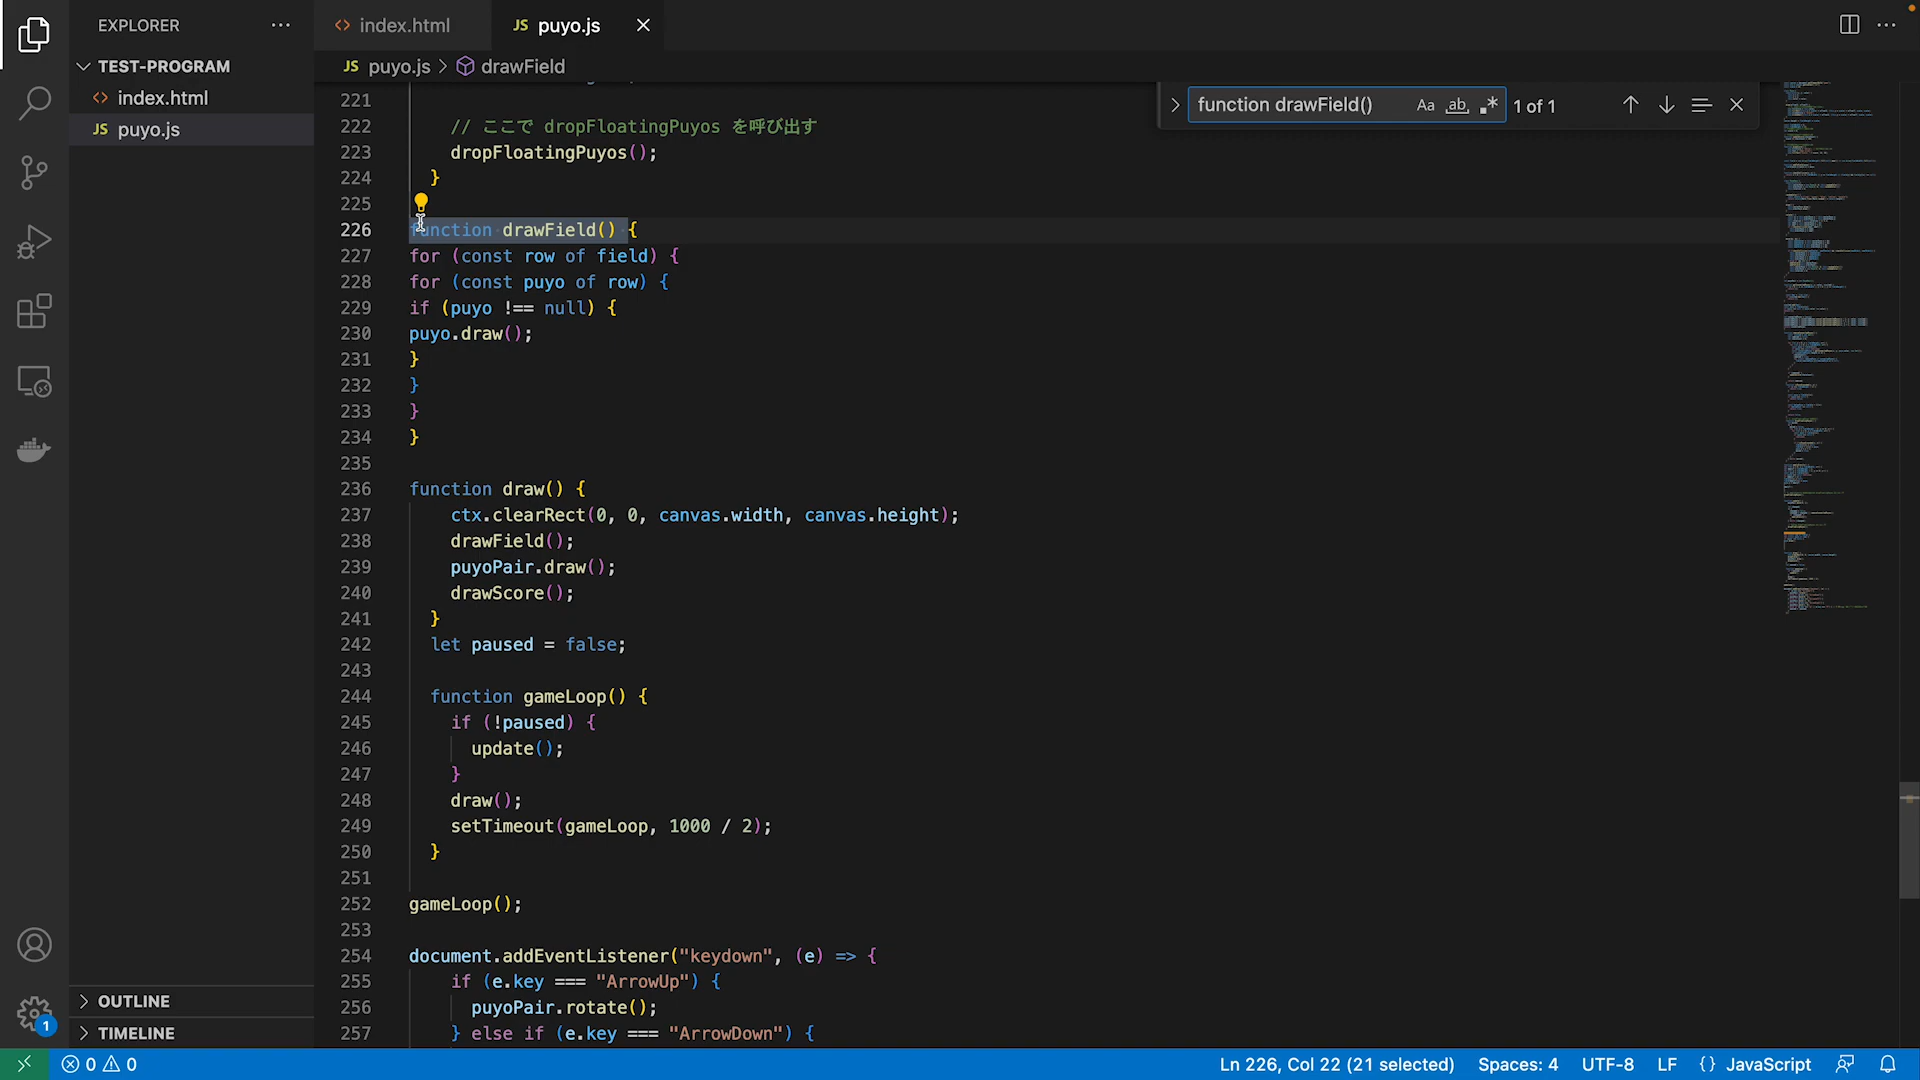 EXPLORER
index.html
JS puyo.js
TEST-PROGRAM
JS puyo.js > drawField
index.html
JS puyo.js
function drawField()
Aa ab .* 1 of 1
221
222 // ここで dropFloatingPuyos を呼び出す
223 dropFloatingPuyos();
224 }
225
226 function drawField() {
227 for (const row of field) {
228 for (const puyo of row) {
229 if (puyo !== null) {
230 puyo.draw();
231 }
232 }
233 }
234 }
235
236 function draw() {
237 ctx.clearRect(0, 0, canvas.width, canvas.height);
238 drawField();
239 puyoPair.draw();
240 drawScore();
241 }
242 let paused = false;
243
244 function gameLoop() {
245 if (!paused) {
246 update();
247 }
248 draw();
249 setTimeout(gameLoop, 1000 / 2);
250 }
251
252 gameLoop();
253
254 document.addEventListener("keydown", (e) => {
255 if (e.key === "ArrowUp") {
256 puyoPair.rotate();
257 } else if (e.key === "ArrowDown") {
OUTLINE
TIMELINE
1
0 0
Ln 226, Col 22 (21 selected)
Spaces: 4
UTF-8
LF
{} JavaScript